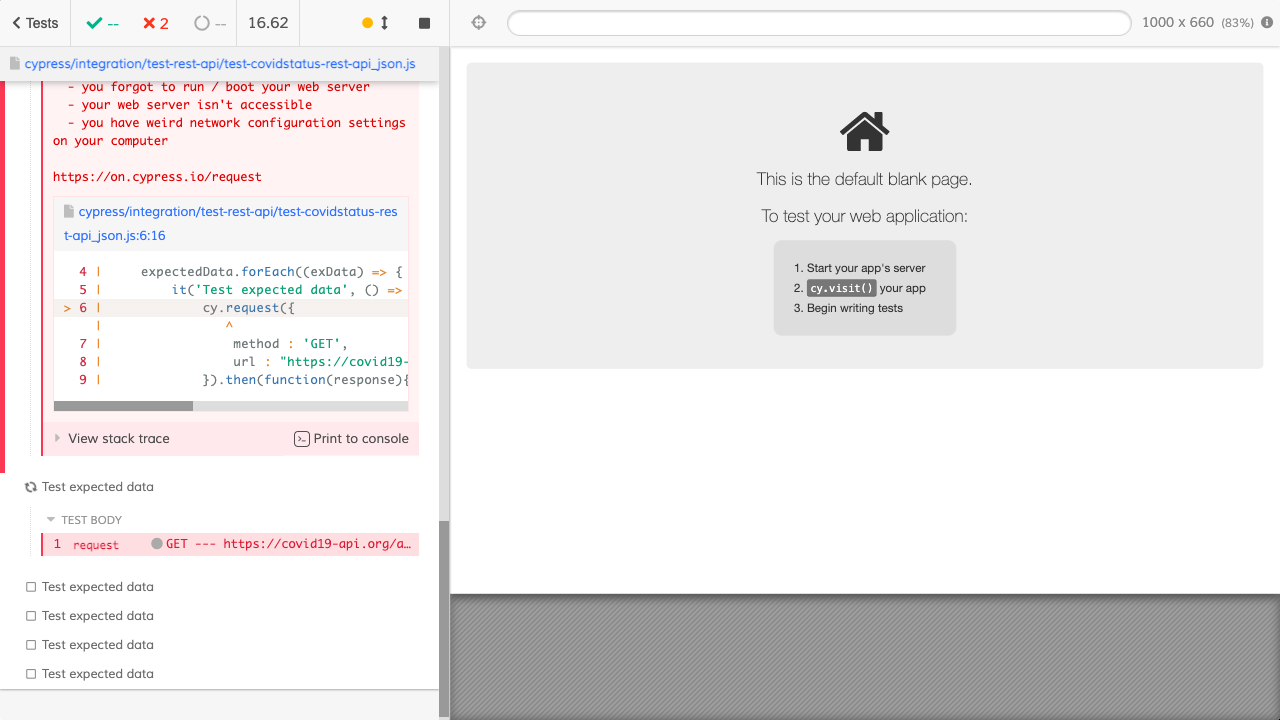 Tests
--
2
--
16.62
1000 x 660 (83%)
cypress/integration/test-rest-api/test-covidstatus-rest-api_json.js
- you forgot to run / boot your web server
- your web server isn't accessible
- you have weird network configuration settings
on your computer
https://on.cypress.io/request
cypress/integration/test-rest-api/test-covidstatus-res
t-api_json.js:6:16
4 | expectedData.forEach((exData) => {
5 | it('Test expected data', () =>
> 6 | cy.request({
| ^
7 | method : 'GET',
8 | url : "https://covid19-
9 | }).then(function(response){
View stack trace
Print to console
Test expected data
TEST BODY
1 request GET --- https://covid19-api.org/a…
Test expected data
Test expected data
Test expected data
Test expected data
This is the default blank page.
To test your web application:
1. Start your app's server
2. cy.visit() your app
3. Begin writing tests